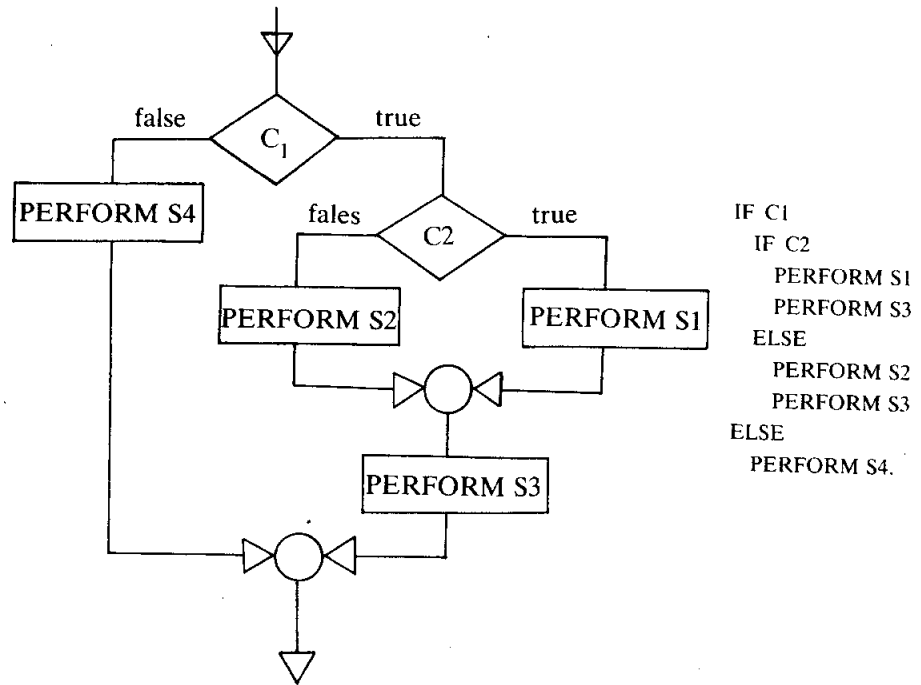 false
true
C1
PERFORM S4
fales
true
C2
PERFORM S2
PERFORM S1
PERFORM S3
IF C1
IF C2
PERFORM S1
PERFORM S3
ELSE
PERFORM S2
PERFORM S3
ELSE
PERFORM S4.